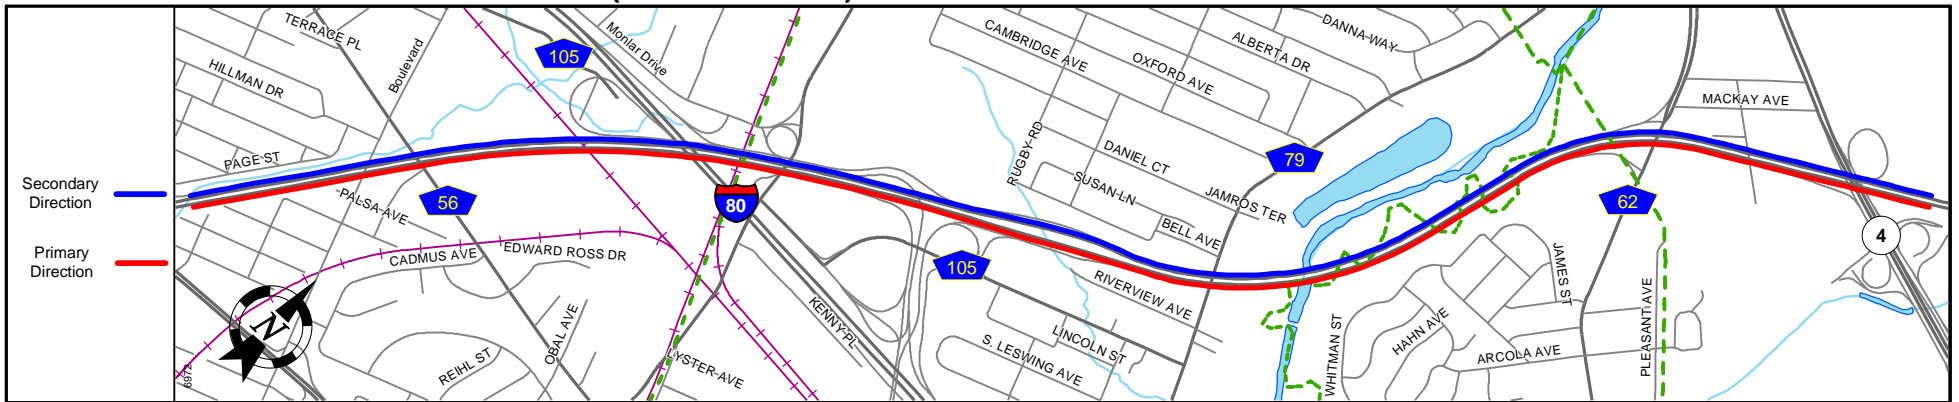 TERRACE PL
Boulevard
105
Monlar Drive
CAMBRIDGE AVE
OXFORD AVE
ALBERTA DR
DANNA WAY
HILLMAN DR
MACKAY AVE
PAGE ST
RUGBY RD
DANIEL CT
79
Secondary
Direction
PALSA AVE
56
80
SUSAN LN
JAMROS TER
62
BELL AVE
4
Primary
Direction
CADMUS AVE
EDWARD ROSS DR
105
RIVERVIEW AVE
JAMES ST
N
OBAL AVE
KENNY PL
LINCOLN ST
WHITMAN ST
HAHN AVE
PLEASANT AVE
6972
REIHL ST
LYSTER AVE
S. LESWING AVE
ARCOLA AVE